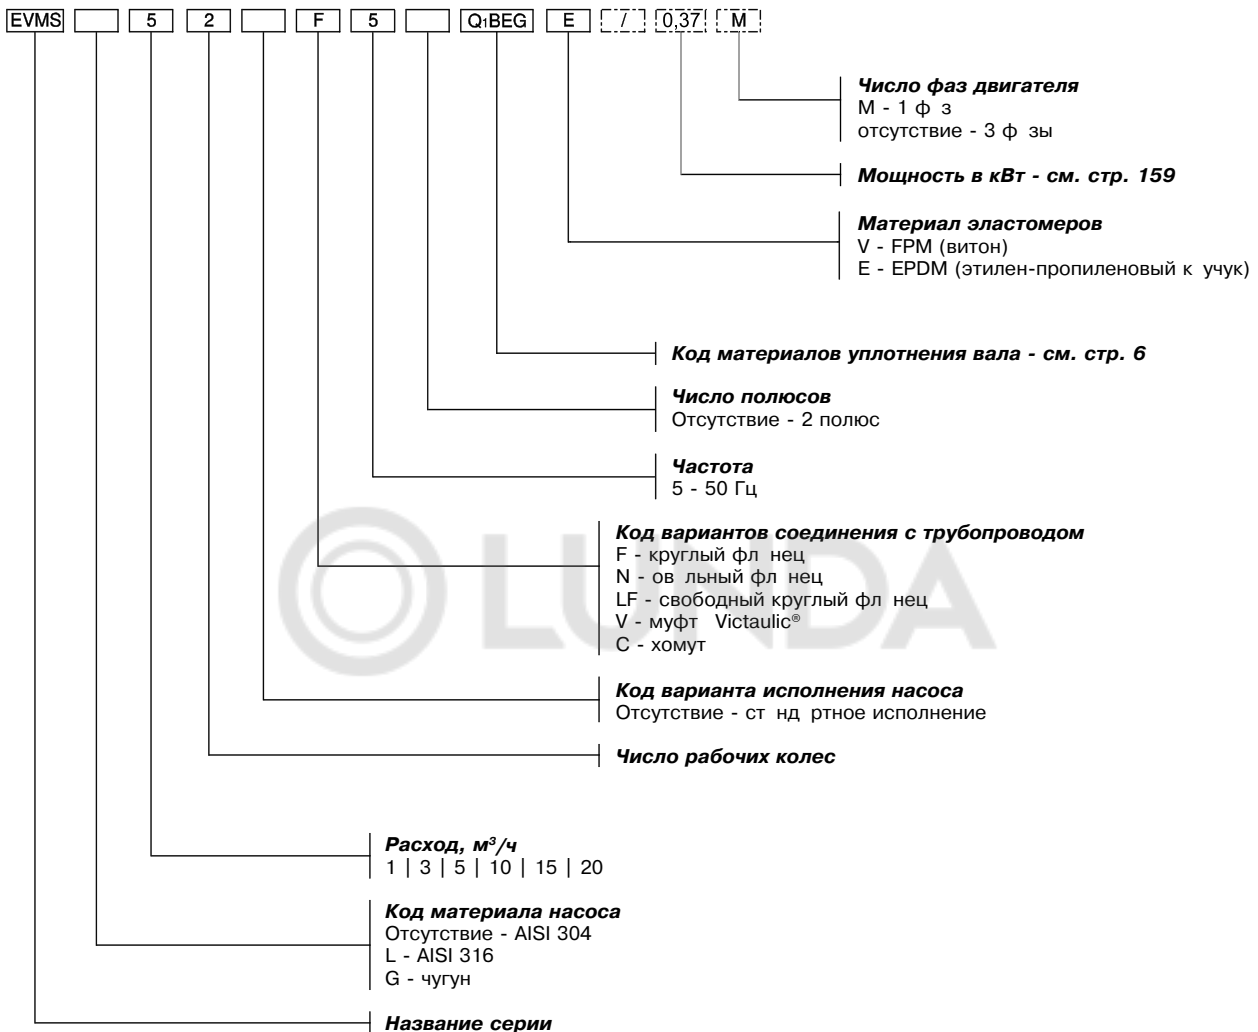 EVMS 5 2 F 5 Q1BEG E / 0,37 M
Число фаз двигателя
M - 1 ф з
отсутствие - 3 ф зы
Мощность в кВт - см. стр. 159
Материал эластомеров
V - FPM (витон)
E - EPDM (этилен-пропиленовый к учук)
Код материалов уплотнения вала - см. стр. 6
Число полюсов
Отсутствие - 2 полюс
Частота
5 - 50 Гц
Код вариантов соединения с трубопроводом
F - круглый фл нец
N - ов льный фл нец
LF - свободный круглый фл нец
V - муфт Victaulic®
C - хомут
LUNDA
Код варианта исполнения насоса
Отсутствие - ст нд ртное исполнение
Число рабочих колес
Расход, м³/ч
1 | 3 | 5 | 10 | 15 | 20
Код материала насоса
Отсутствие - AISI 304
L - AISI 316
G - чугун
Название серии